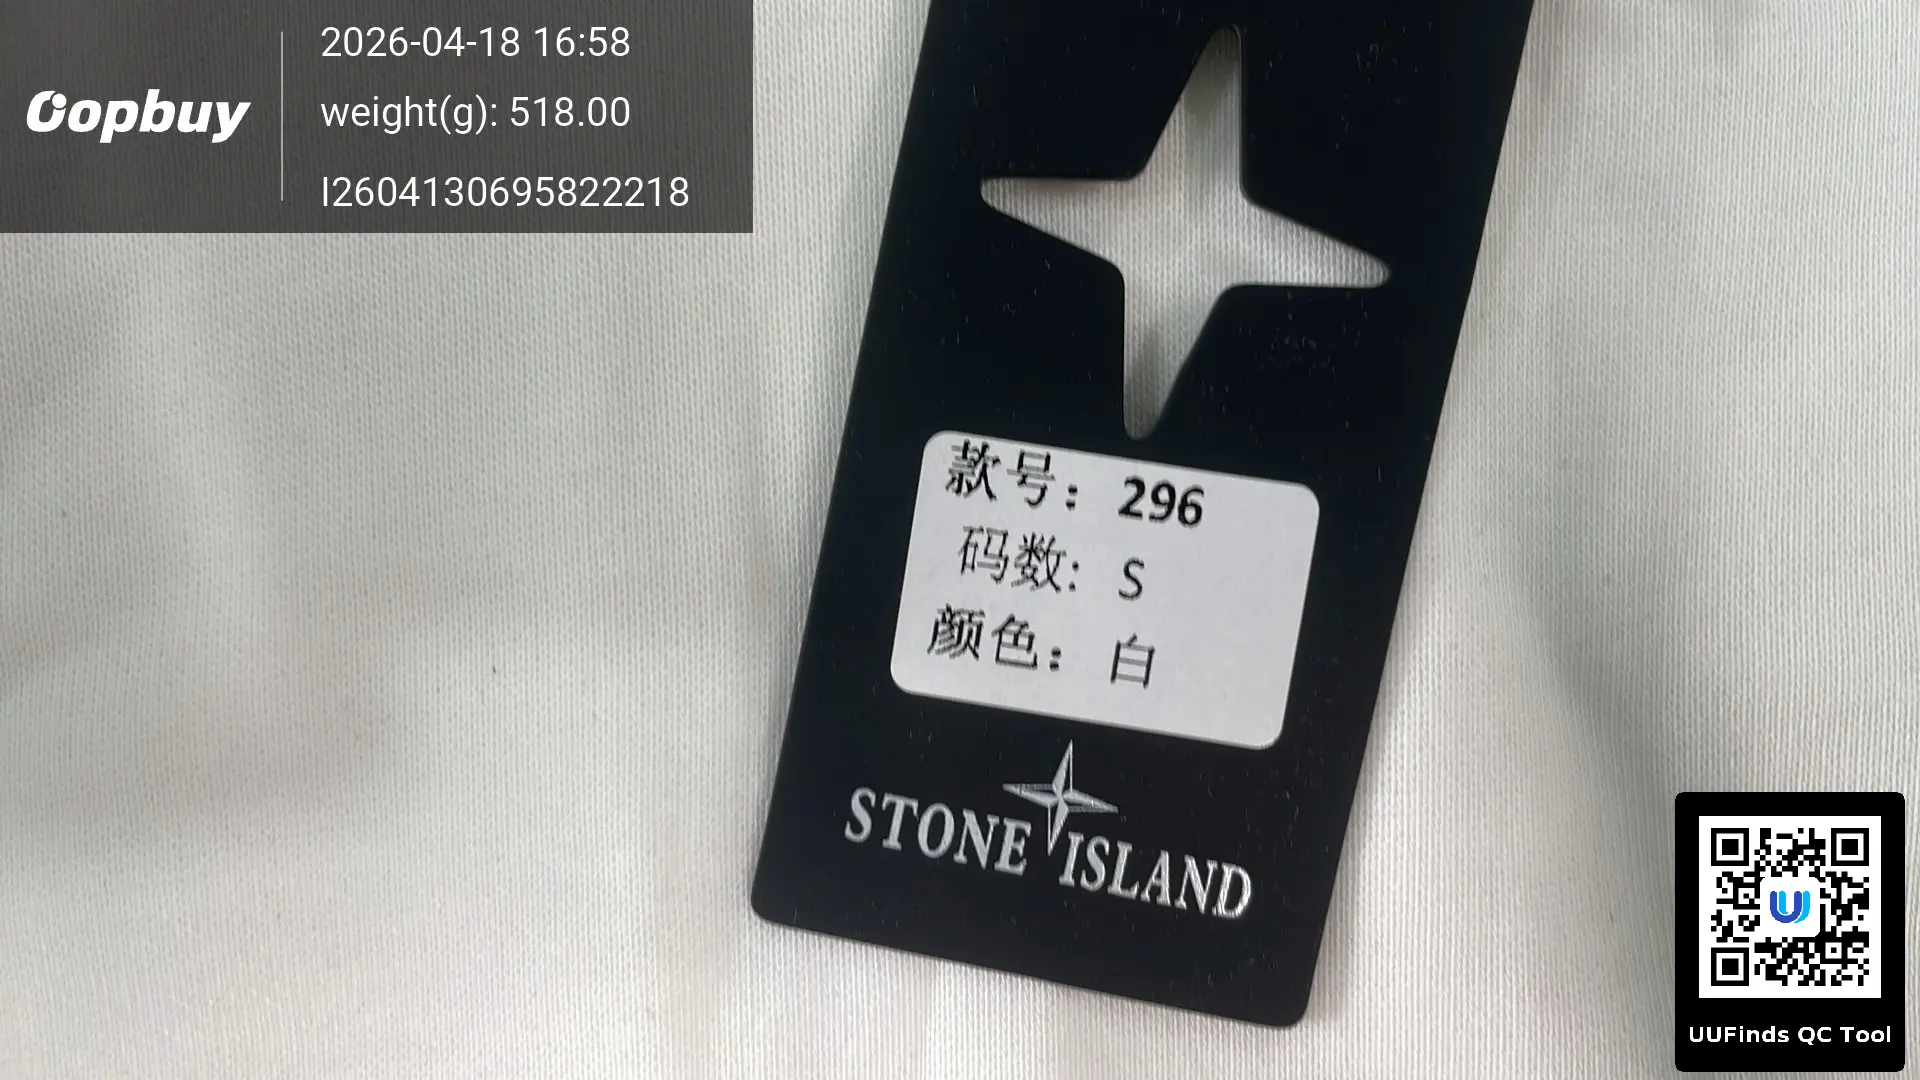 Oopbuy
2026-04-18 16:58
weight(g): 518.00
I2604130695822218
款号: 296
码数: S
颜色: 白
STONE ISLAND
UUFinds QC Tool